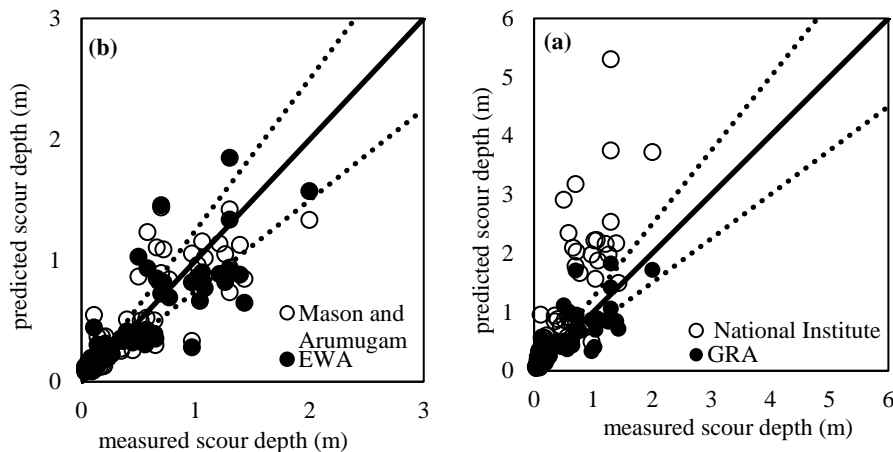 3
(b)
predicted scour depth (m)
2
1
0
Mason and
Arumugam
EWA
0
1
2
3
measured scour depth (m)
6
(a)
predicted scour depth (m)
5
4
3
2
1
0
National Institute
GRA
0
1
2
3
4
5
6
measured scour depth (m)